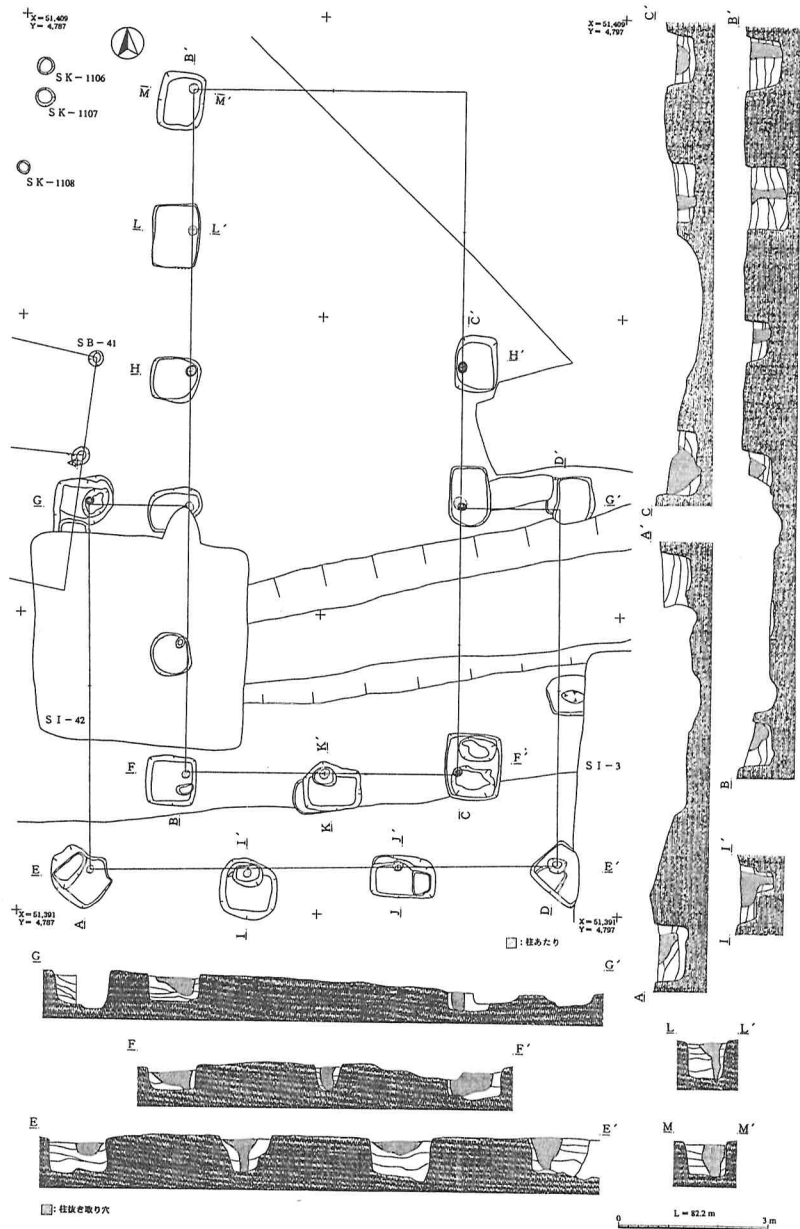 X=51,409
Y= 4,787
X=51,409
Y= 4,797
SK-1106
SK-1107
SK-1108
B′
M
M′
L
L′
SB-41
H
C′
H′
G
D′
G′
SI-42
F
K′
F′
SI-3
B
K
C
E
I′
J′
E′
A
I
J
D
X=51,391
Y= 4,787
X=51,391
Y= 4,797
□:柱あたり
C′
B′
C
A′
B
I′
I
A
G
G′
F
F′
E
E′
L
L′
M
M′
□:柱抜き取り穴
L=82.2m
0
3m